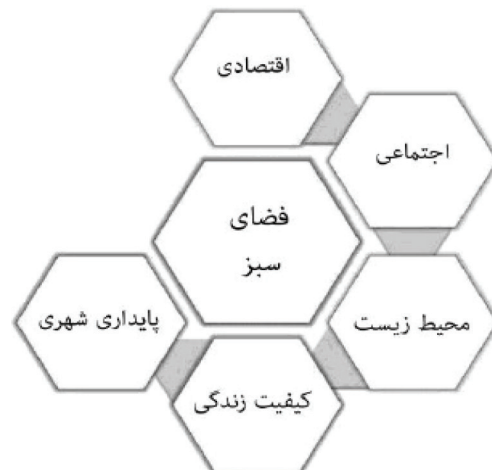 اقتصادی
اجتماعی
فضای
سبز
محیط زیست
پایداری شهری
کیفیت زندگی